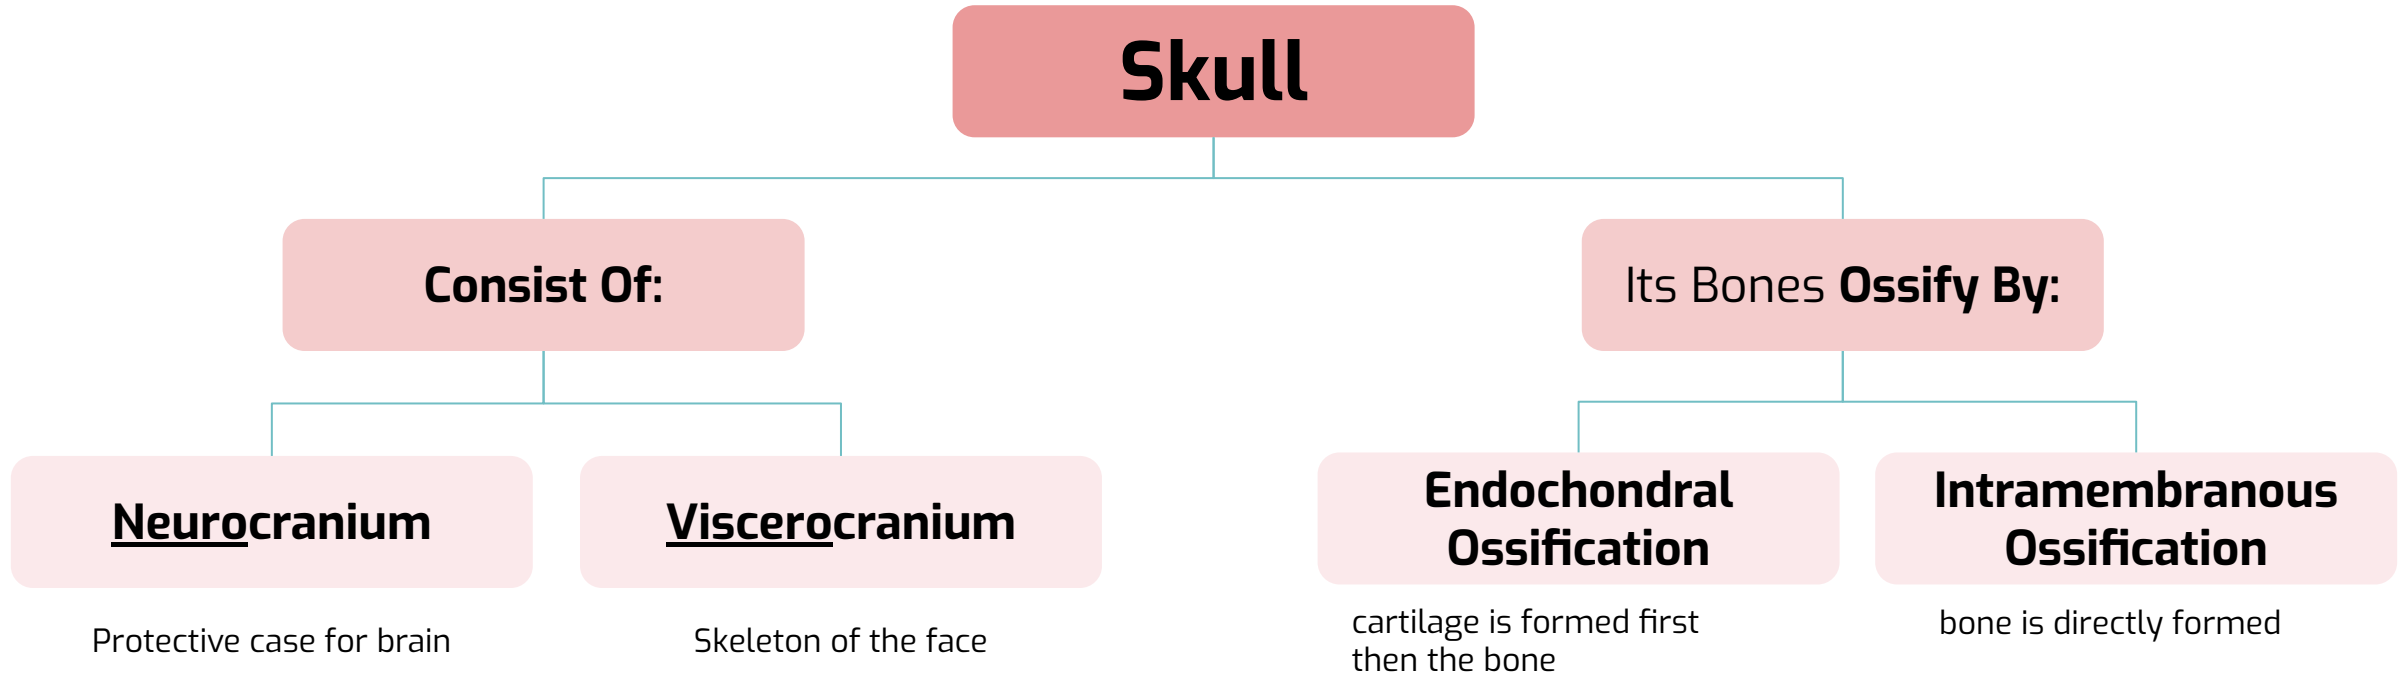 Skull
Consist Of:
Its Bones Ossify By:
Neurocranium
Viscerocranium
Endochondral
Ossification
Intramembranous
Ossification
Protective case for brain
Skeleton of the face
cartilage is formed first
then the bone
bone is directly formed